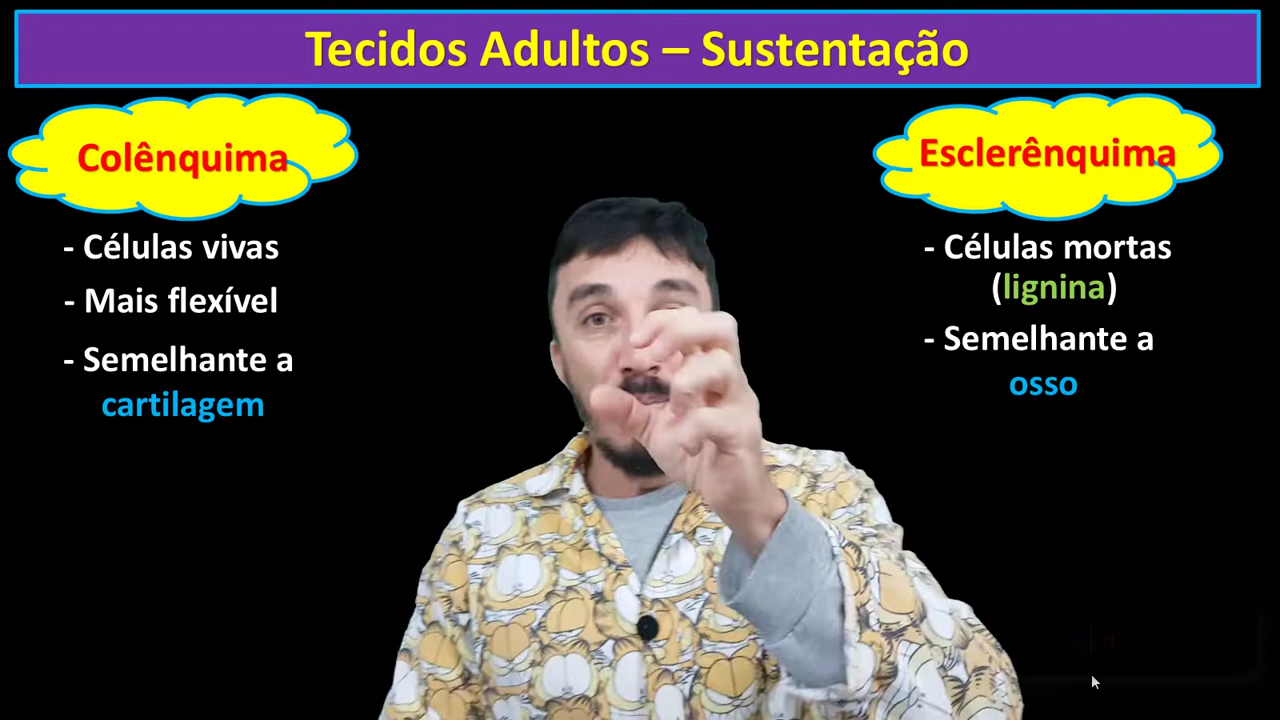 Tecidos Adultos – Sustentação
Colênquima
- Células vivas
- Mais flexível
- Semelhante a
cartilagem
Esclerênquima
- Células mortas
(lignina)
- Semelhante a
osso